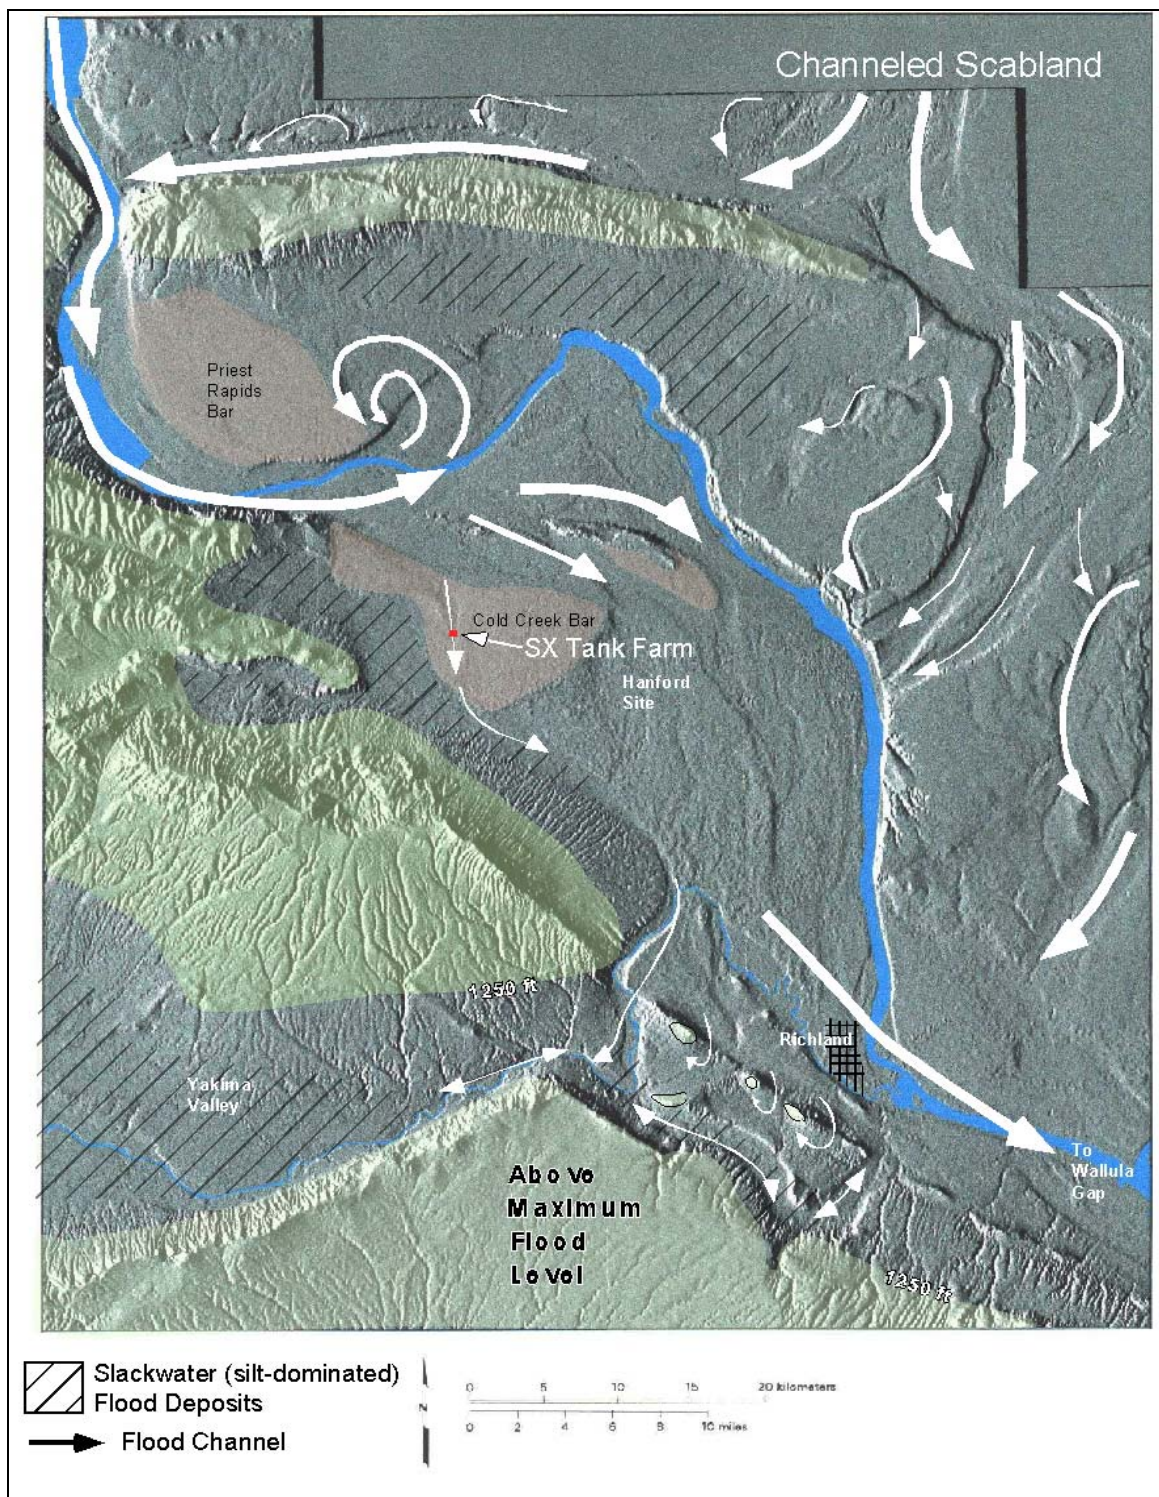 Channeled Scabland
Priest
Rapids
Bar
Cold Creek Bar
SX Tank Farm
Hanford
Site
1250 ft
Richland
Yakima
Valley
To
Wallula
Gap
Above
Maximum
Flood
Level
1250 ft
Slackwater (silt-dominated)
Flood Deposits
Flood Channel
N
0 5 10 15 20 kilometers
0 2 4 6 8 10 miles